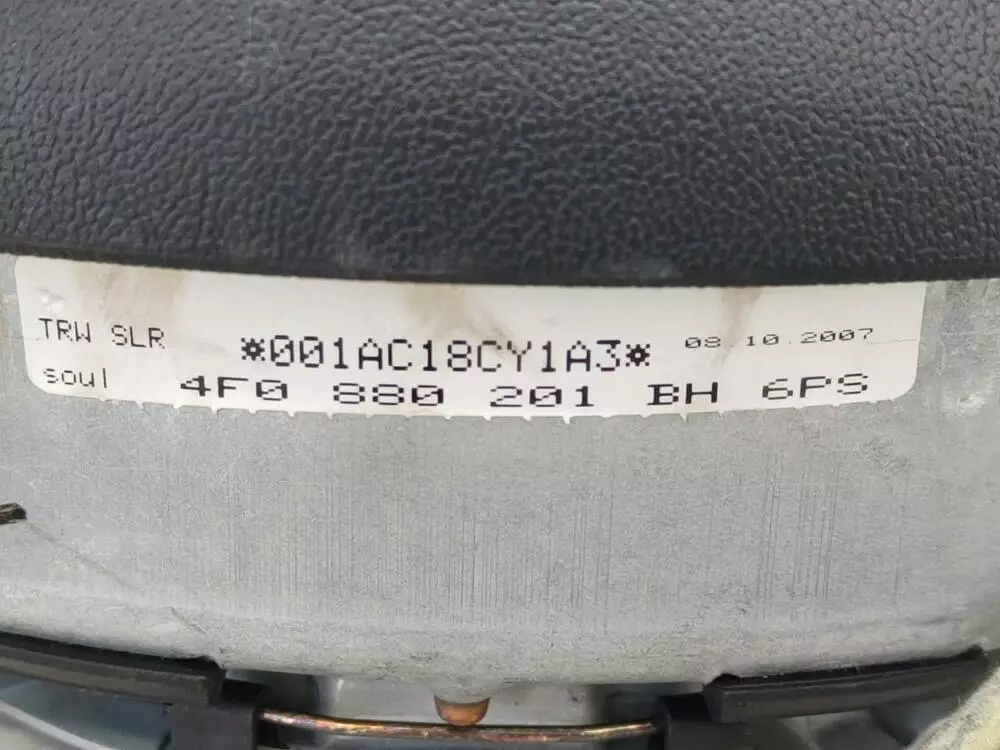 TRW SLR *001AC18CY1A3* 08.10.2007
soul 4F0 880 201 BH 6PS